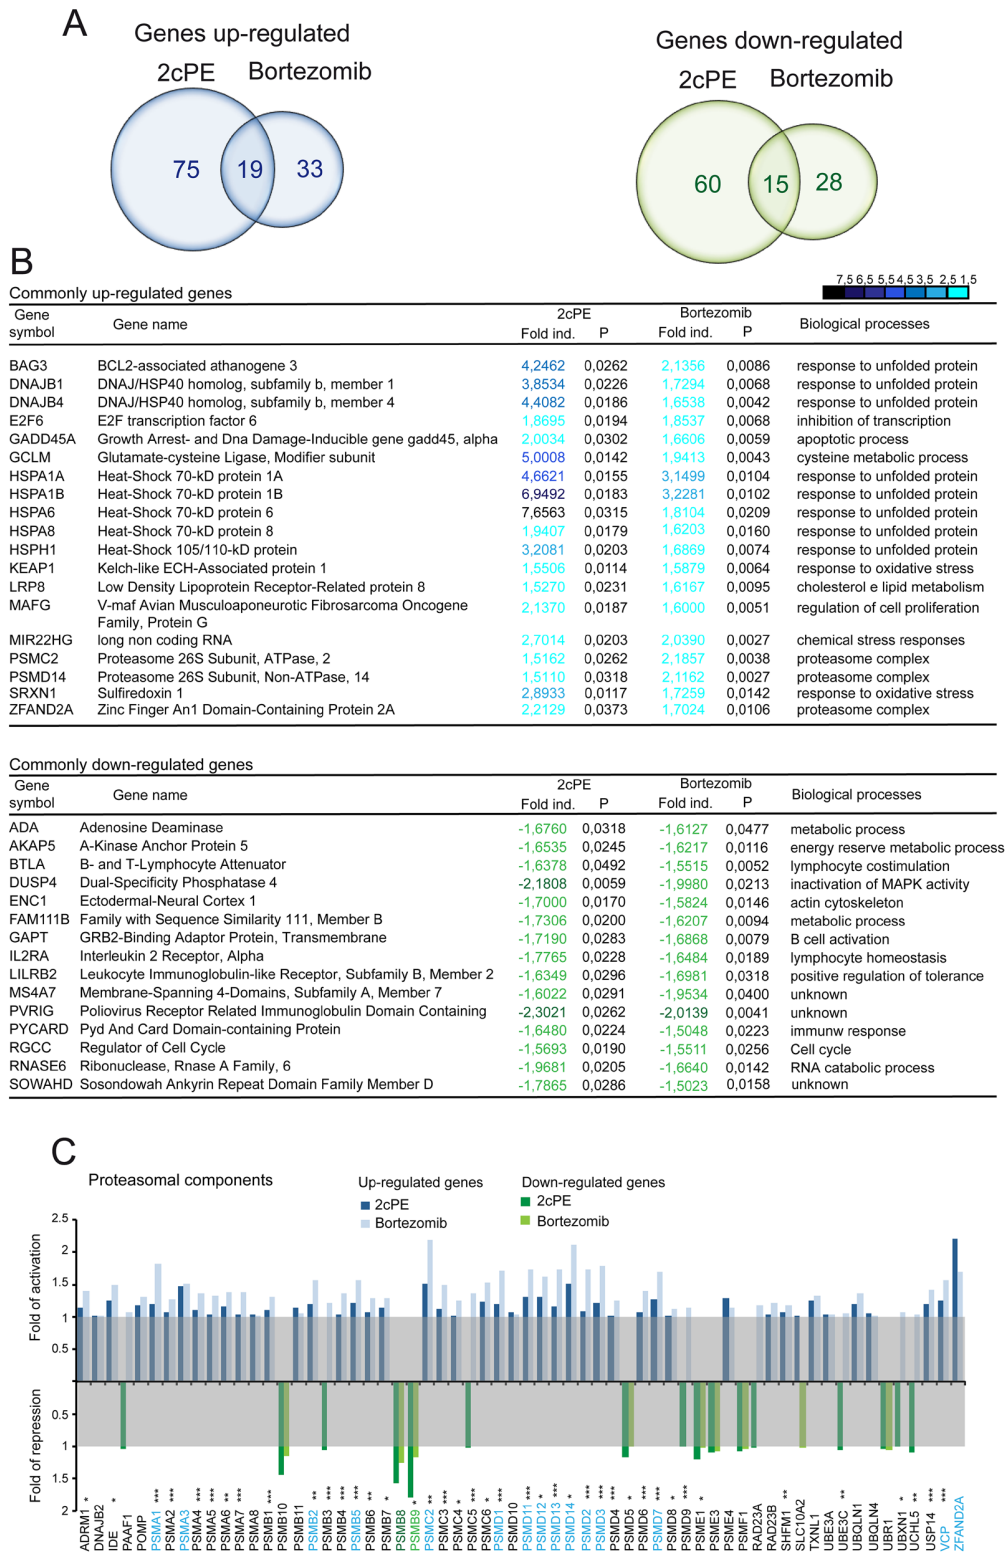 A
Genes up-regulated
2cPE Bortezomib
75 19 33
Genes down-regulated
2cPE Bortezomib
60 15 28
B
Commonly up-regulated genes
7,5 6,5 5,5 4,5 3,5 2,5 1,5
Gene symbol Gene name 2cPE Bortezomib Biological processes
Fold ind. P Fold ind. P
BAG3 BCL2-associated athanogene 3 4,2462 0,0262 2,1356 0,0086 response to unfolded protein
DNAJB1 DNAJ/HSP40 homolog, subfamily b, member 1 3,8534 0,0226 1,7294 0,0068 response to unfolded protein
DNAJB4 DNAJ/HSP40 homolog, subfamily b, member 4 4,4082 0,0186 1,6538 0,0042 response to unfolded protein
E2F6 E2F transcription factor 6 1,8695 0,0194 1,8537 0,0068 inhibition of transcription
GADD45A Growth Arrest- and Dna Damage-Inducible gene gadd45, alpha 2,0034 0,0302 1,6606 0,0059 apoptotic process
GCLM Glutamate-cysteine Ligase, Modifier subunit 5,0008 0,0142 1,9413 0,0043 cysteine metabolic process
HSPA1A Heat-Shock 70-kD protein 1A 4,6621 0,0155 3,1499 0,0104 response to unfolded protein
HSPA1B Heat-Shock 70-kD protein 1B 6,9492 0,0183 3,2281 0,0102 response to unfolded protein
HSPA6 Heat-Shock 70-kD protein 6 7,6563 0,0315 1,8104 0,0209 response to unfolded protein
HSPA8 Heat-Shock 70-kD protein 8 1,9407 0,0179 1,6203 0,0160 response to unfolded protein
HSPH1 Heat-Shock 105/110-kD protein 3,2081 0,0203 1,6869 0,0074 response to unfolded protein
KEAP1 Kelch-like ECH-Associated protein 1 1,5506 0,0114 1,5879 0,0064 response to oxidative stress
LRP8 Low Density Lipoprotein Receptor-Related protein 8 1,5270 0,0231 1,6167 0,0095 cholesterol e lipid metabolism
MAFG V-maf Avian Musculoaponeurotic Fibrosarcoma Oncogene 2,1370 0,0187 1,6000 0,0051 regulation of cell proliferation
Family, Protein G
MIR22HG long non coding RNA 2,7014 0,0203 2,0390 0,0027 chemical stress responses
PSMC2 Proteasome 26S Subunit, ATPase, 2 1,5162 0,0262 2,1857 0,0038 proteasome complex
PSMD14 Proteasome 26S Subunit, Non-ATPase, 14 1,5110 0,0318 2,1162 0,0027 proteasome complex
SRXN1 Sulfiredoxin 1 2,8933 0,0117 1,7259 0,0142 response to oxidative stress
ZFAND2A Zinc Finger An1 Domain-Containing Protein 2A 2,2129 0,0373 1,7024 0,0106 proteasome complex
Commonly down-regulated genes
Gene symbol Gene name 2cPE Bortezomib Biological processes
Fold ind. P Fold ind. P
ADA Adenosine Deaminase -1,6760 0,0318 -1,6127 0,0477 metabolic process
AKAP5 A-Kinase Anchor Protein 5 -1,6535 0,0245 -1,6217 0,0116 energy reserve metabolic process
BTLA B- and T-Lymphocyte Attenuator -1,6378 0,0492 -1,5515 0,0052 lymphocyte costimulation
DUSP4 Dual-Specificity Phosphatase 4 -2,1808 0,0059 -1,9980 0,0213 inactivation of MAPK activity
ENC1 Ectodermal-Neural Cortex 1 -1,7000 0,0170 -1,5824 0,0146 actin cytoskeleton
FAM111B Family with Sequence Similarity 111, Member B -1,7306 0,0200 -1,6207 0,0094 metabolic process
GAPT GRB2-Binding Adaptor Protein, Transmembrane -1,7190 0,0283 -1,6868 0,0079 B cell activation
IL2RA Interleukin 2 Receptor, Alpha -1,7765 0,0228 -1,6484 0,0189 lymphocyte homeostasis
LILRB2 Leukocyte Immunoglobulin-like Receptor, Subfamily B, Member 2 -1,6349 0,0296 -1,6981 0,0318 positive regulation of tolerance
MS4A7 Membrane-Spanning 4-Domains, Subfamily A, Member 7 -1,6022 0,0291 -1,9534 0,0400 unknown
PVRIG Poliovirus Receptor Related Immunoglobulin Domain Containing -2,3021 0,0262 -2,0139 0,0041 unknown
PYCARD Pyd And Card Domain-containing Protein -1,6480 0,0224 -1,5048 0,0223 immunw response
RGCC Regulator of Cell Cycle -1,5693 0,0190 -1,5511 0,0256 Cell cycle
RNASE6 Ribonuclease, Rnase A Family, 6 -1,9681 0,0205 -1,6640 0,0142 RNA catabolic process
SOWAHD Sosondowah Ankyrin Repeat Domain Family Member D -1,7865 0,0286 -1,5023 0,0158 unknown
C
Proteasomal components
Up-regulated genes
2cPE
Bortezomib
Down-regulated genes
2cPE
Bortezomib
Fold of activation
2.5
2
1.5
1
0.5
Fold of repression
0.5
1
1.5
2
ADRM1 *
DNAJB2
IDE *
PAAF1
POMP
PSMA1 ***
PSMA2 ***
PSMA3
PSMA4 ***
PSMA5 ***
PSMA6 **
PSMA7 ***
PSMA8
PSMB1 ***
PSMB10
PSMB11
PSMB2 **
PSMB3 ***
PSMB4 ***
PSMB5 ***
PSMB6 **
PSMB7 *
PSMB8
PSMB9 *
PSMC2 **
PSMC3 ***
PSMC4 *
PSMC5 ***
PSMC6 *
PSMD1 ***
PSMD10
PSMD11 ***
PSMD12 *
PSMD13 ***
PSMD14 *
PSMD2 ***
PSMD3 ***
PSMD4 ***
PSMD5 *
PSMD6 ***
PSMD7 ***
PSMD8 *
PSMD9 ***
PSME1 *
PSME3
PSME4
PSMF1
RAD23A
RAD23B
SHFM1 **
SLC10A2
TXNL1
UBE3A
UBE3C **
UBQLN1
UBQLN4
UBR1
UBXN1 *
UCHL5 **
USP14 ***
VCP ***
ZFAND2A